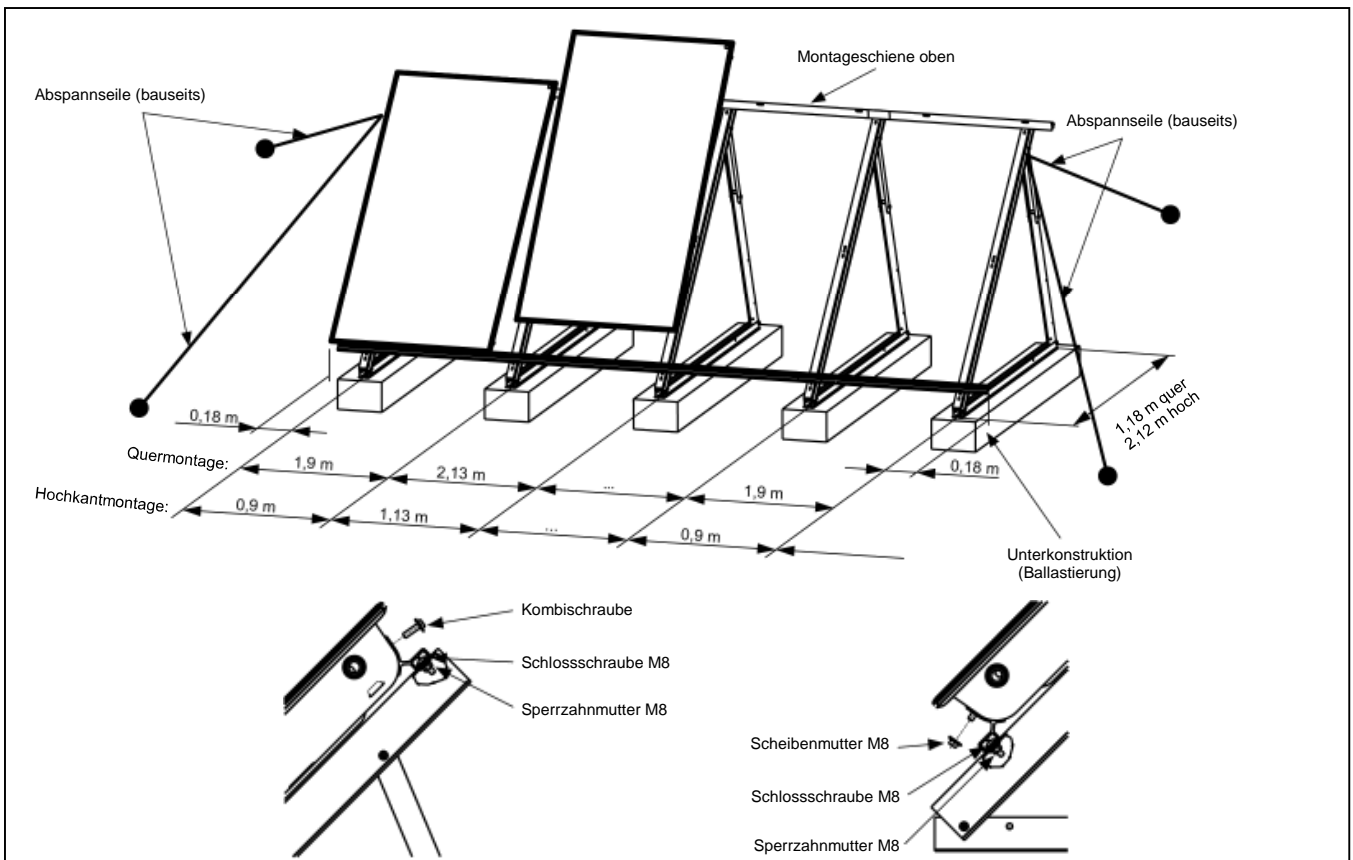 Montageschiene oben
Abspannseile (bauseits)
Abspannseile (bauseits)
1,18 m quer
2,12 m hoch
0,18 m
Quermontage:
1,9 m
2,13 m
...
1,9 m
0,18 m
Hochkantmontage:
0,9 m
1,13 m
...
0,9 m
Unterkonstruktion
(Ballastierung)
Kombischraube
Schlossschraube M8
Sperrzahnmutter M8
Scheibenmutter M8
Schlossschraube M8
Sperrzahnmutter M8